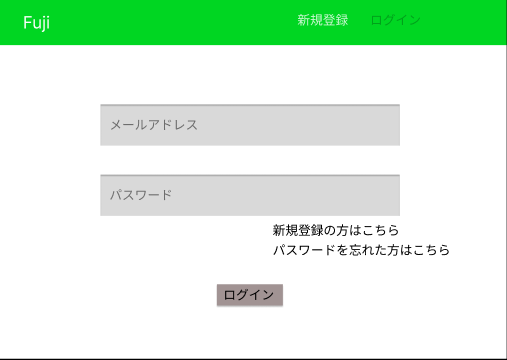 Fuji
新規登録 ログイン
メールアドレス
パスワード
新規登録の方はこちら
パスワードを忘れた方はこちら
ログイン